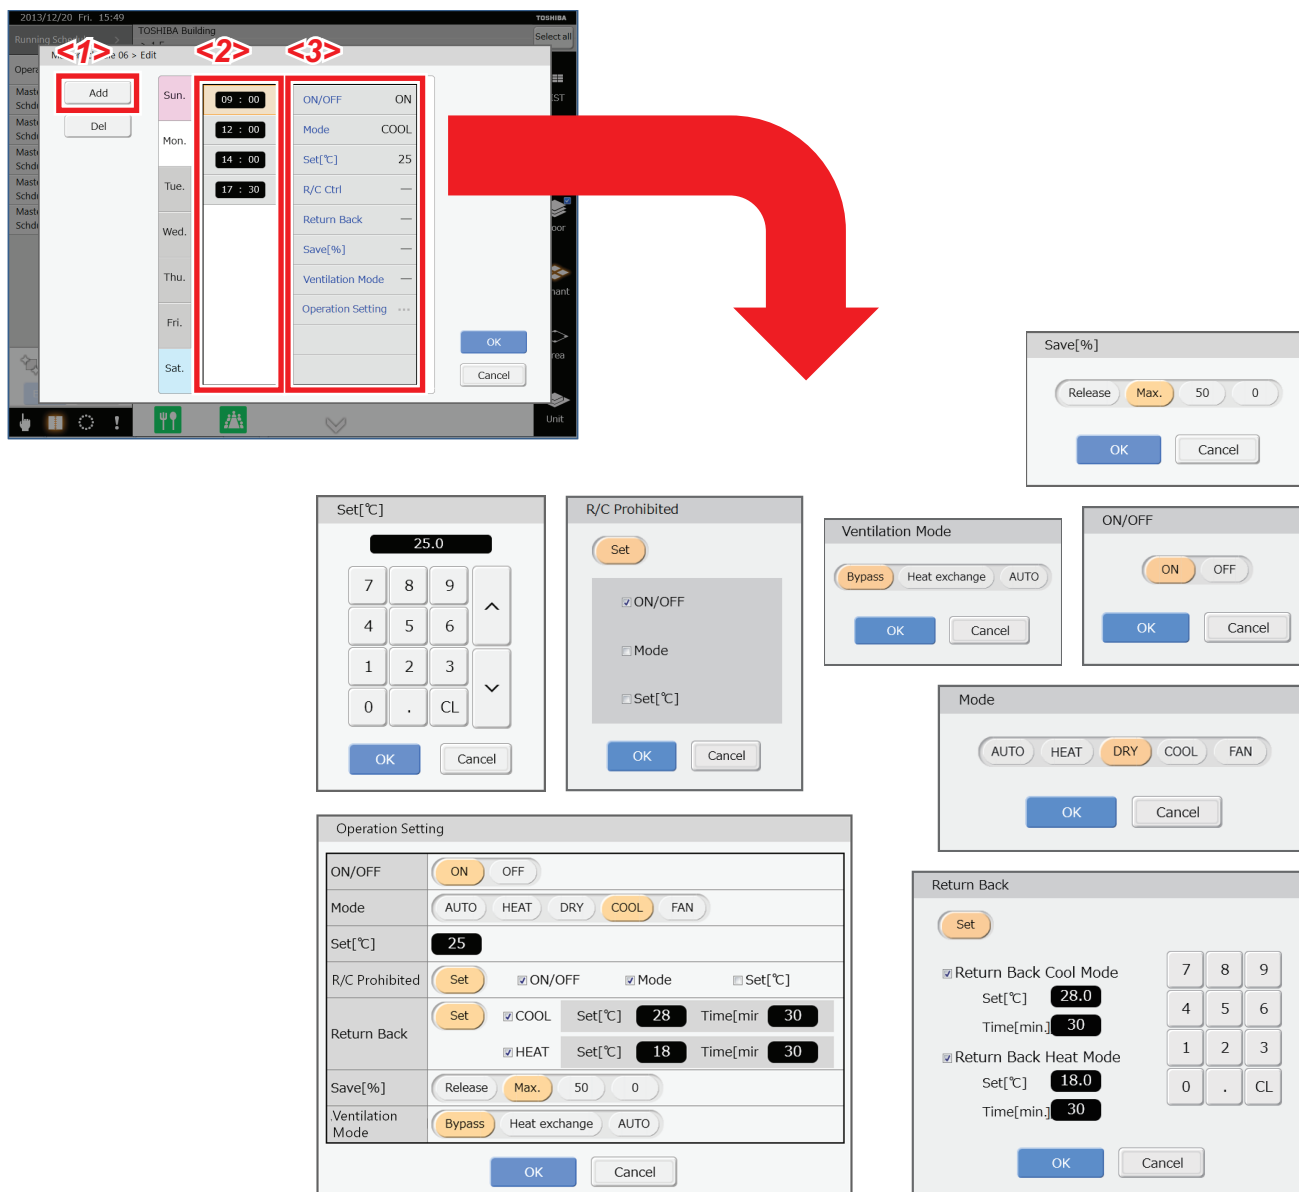 2013/12/20 Fri. 15:49
TOSHIBA
TOSHIBA Building
Select all
<1>
<2>
<3>
06 > Edit
Add
Del
Sun.
Mon.
Tue.
Wed.
Thu.
Fri.
Sat.
09 : 00
12 : 00
14 : 00
17 : 30
ON/OFF ON
Mode COOL
Set[℃] 25
R/C Ctrl —
Return Back —
Save[%] —
Ventilation Mode —
Operation Setting ...
OK
Cancel
Unit
Save[%]
Release Max. 50 0
OK Cancel
Set[℃]
25.0
7 8 9
4 5 6
1 2 3
0 . CL
OK Cancel
R/C Prohibited
Set
ON/OFF
Mode
Set[℃]
OK Cancel
Ventilation Mode
Bypass Heat exchange AUTO
OK Cancel
ON/OFF
ON OFF
OK Cancel
Mode
AUTO HEAT DRY COOL FAN
OK Cancel
Operation Setting
ON/OFF ON OFF
Mode AUTO HEAT DRY COOL FAN
Set[℃] 25
R/C Prohibited Set ON/OFF Mode Set[℃]
Return Back Set COOL Set[℃] 28 Time[mir 30
HEAT Set[℃] 18 Time[mir 30
Save[%] Release Max. 50 0
.Ventilation
Mode
Bypass Heat exchange AUTO
OK Cancel
Return Back
Set
Return Back Cool Mode
Set[℃] 28.0
Time[min.] 30
Return Back Heat Mode
Set[℃] 18.0
Time[min.] 30
7 8 9
4 5 6
1 2 3
0 . CL
OK Cancel